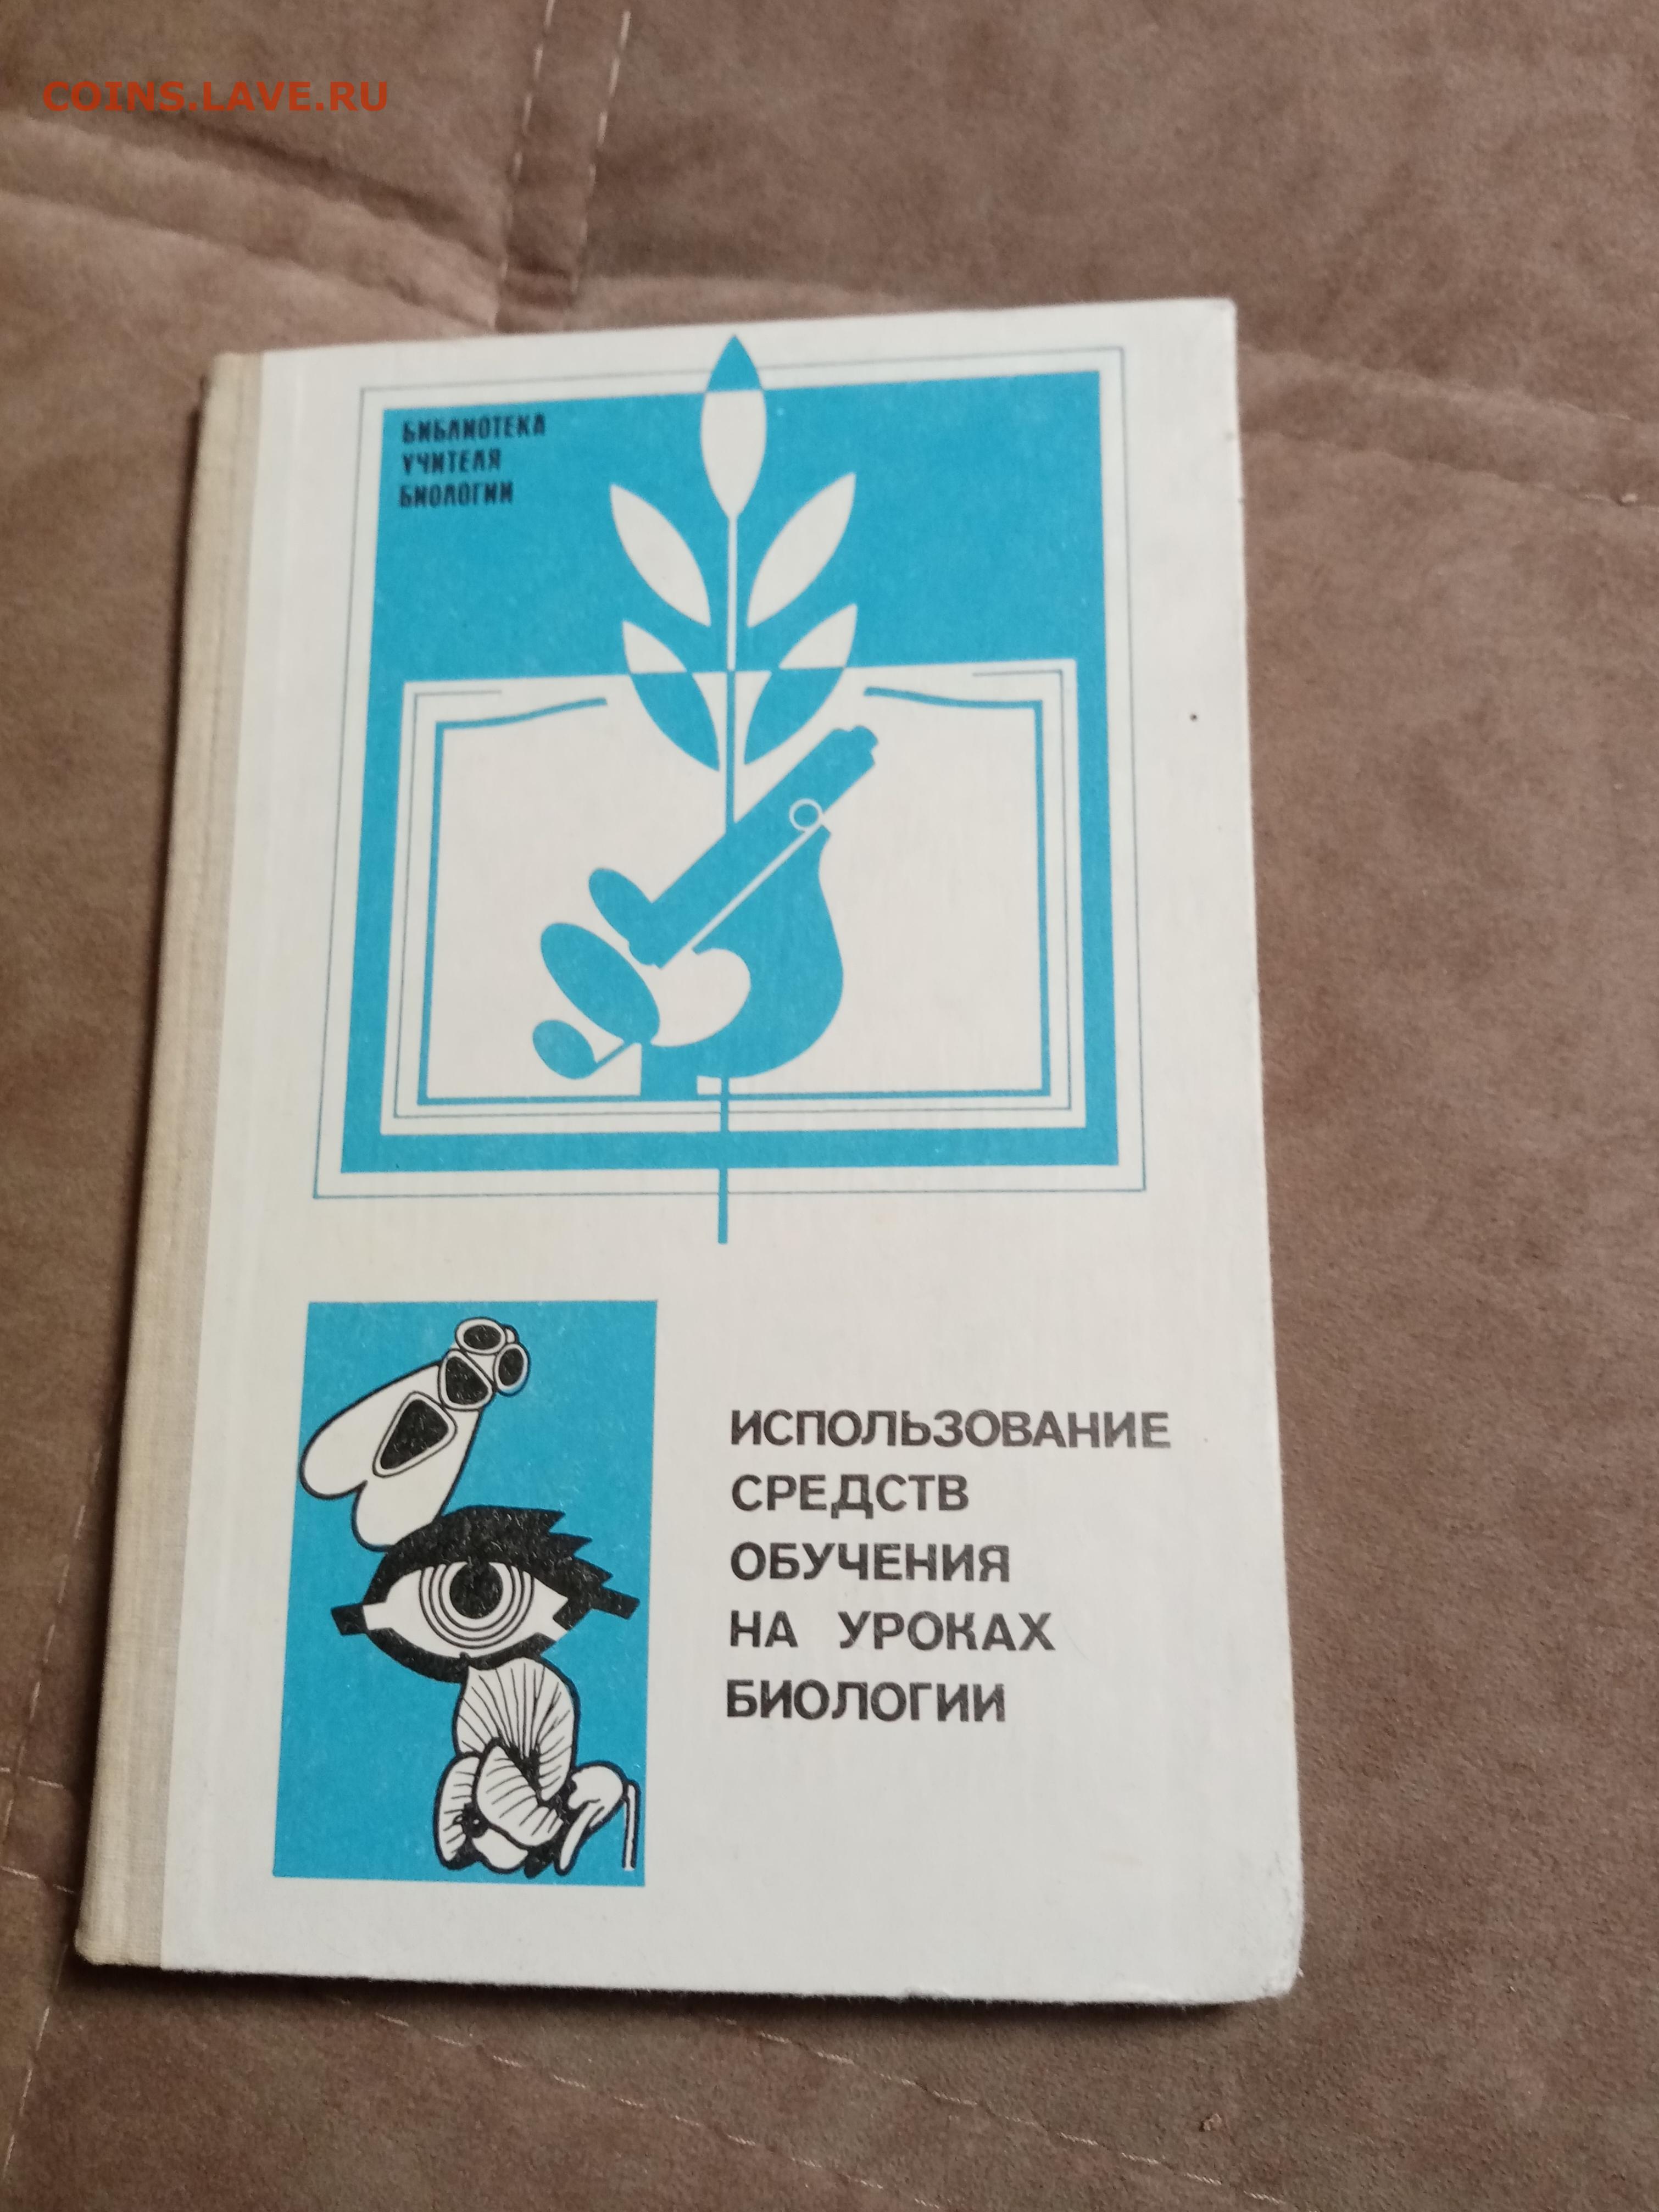 COINS.LAVE.RU
БИБЛИОТЕКА
УЧИТЕЛЯ
БИОЛОГИИ
ИСПОЛЬЗОВАНИЕ
СРЕДСТВ
ОБУЧЕНИЯ
НА УРОКАХ
БИОЛОГИИ